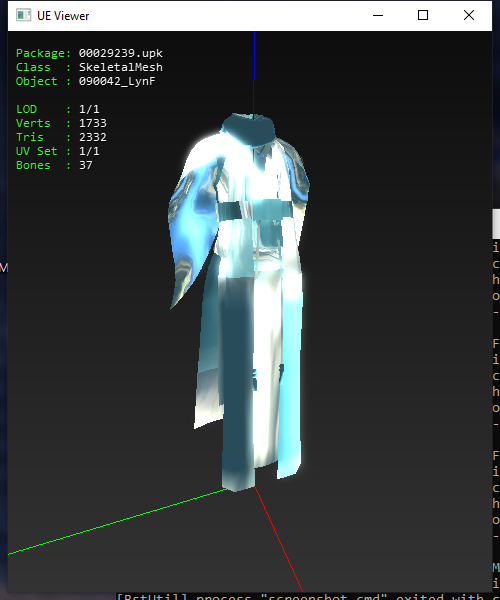 UE Viewer
Package: 00029239.upk
Class  : SkeletalMesh
Object : 090042_LynF
LOD    : 1/1
Verts  : 1733
Tris   : 2332
UV Set : 1/1
Bones  : 37
M
i
c
h
o
-
F
i
c
h
o
-
F
i
c
h
o
-
M
i
[BstUtil] process "screenshot.cmd" exited with c